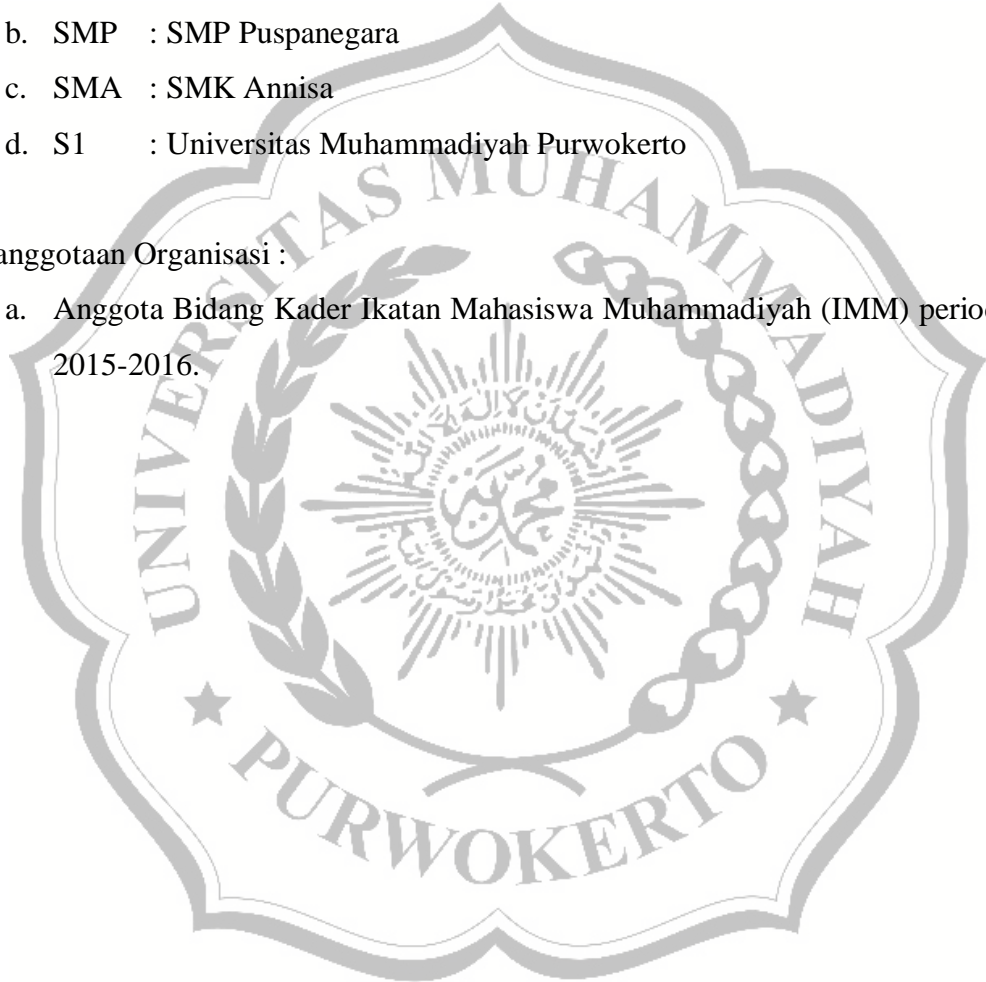 b. SMP : SMP Puspanegara
c. SMA : SMK Annisa
d. S1 : Universitas Muhammadiyah Purwokerto
anggotaan Organisasi :
a. Anggota Bidang Kader Ikatan Mahasiswa Muhammadiyah (IMM) perio
2015-2016.
UNIVERSITAS MUHAMMADIYAH
PURWOKERTO